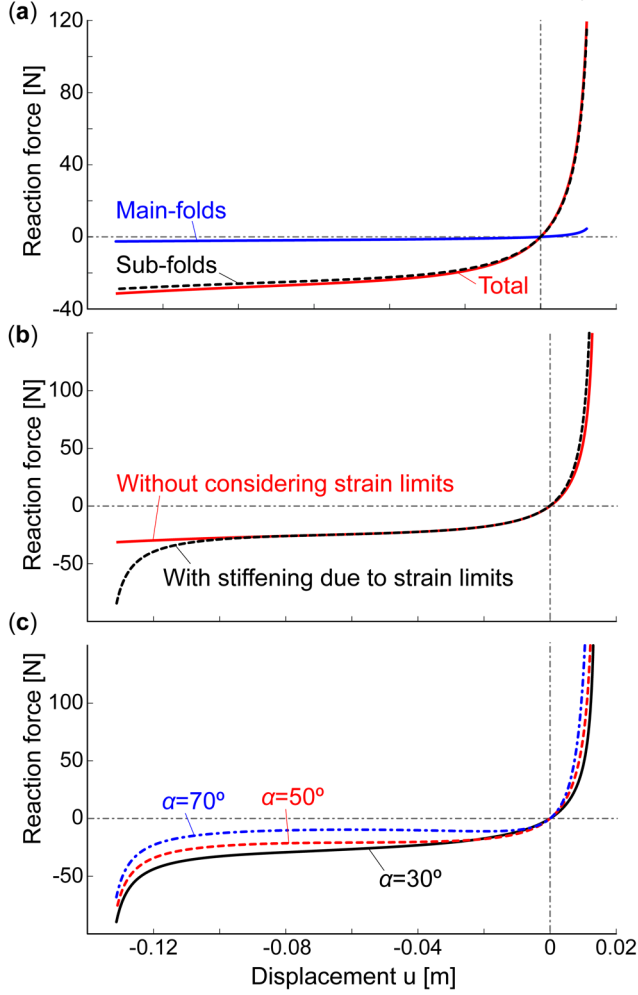 (a)
Reaction force [N]
120
80
40
0
-40
Main-folds
Sub-folds
Total
(b)
Reaction force [N]
100
50
0
-50
Without considering strain limits
With stiffening due to strain limits
(c)
Reaction force [N]
100
50
0
-50
α=70º
α=50º
α=30º
-0.12
-0.08
-0.04
0
0.02
Displacement u [m]